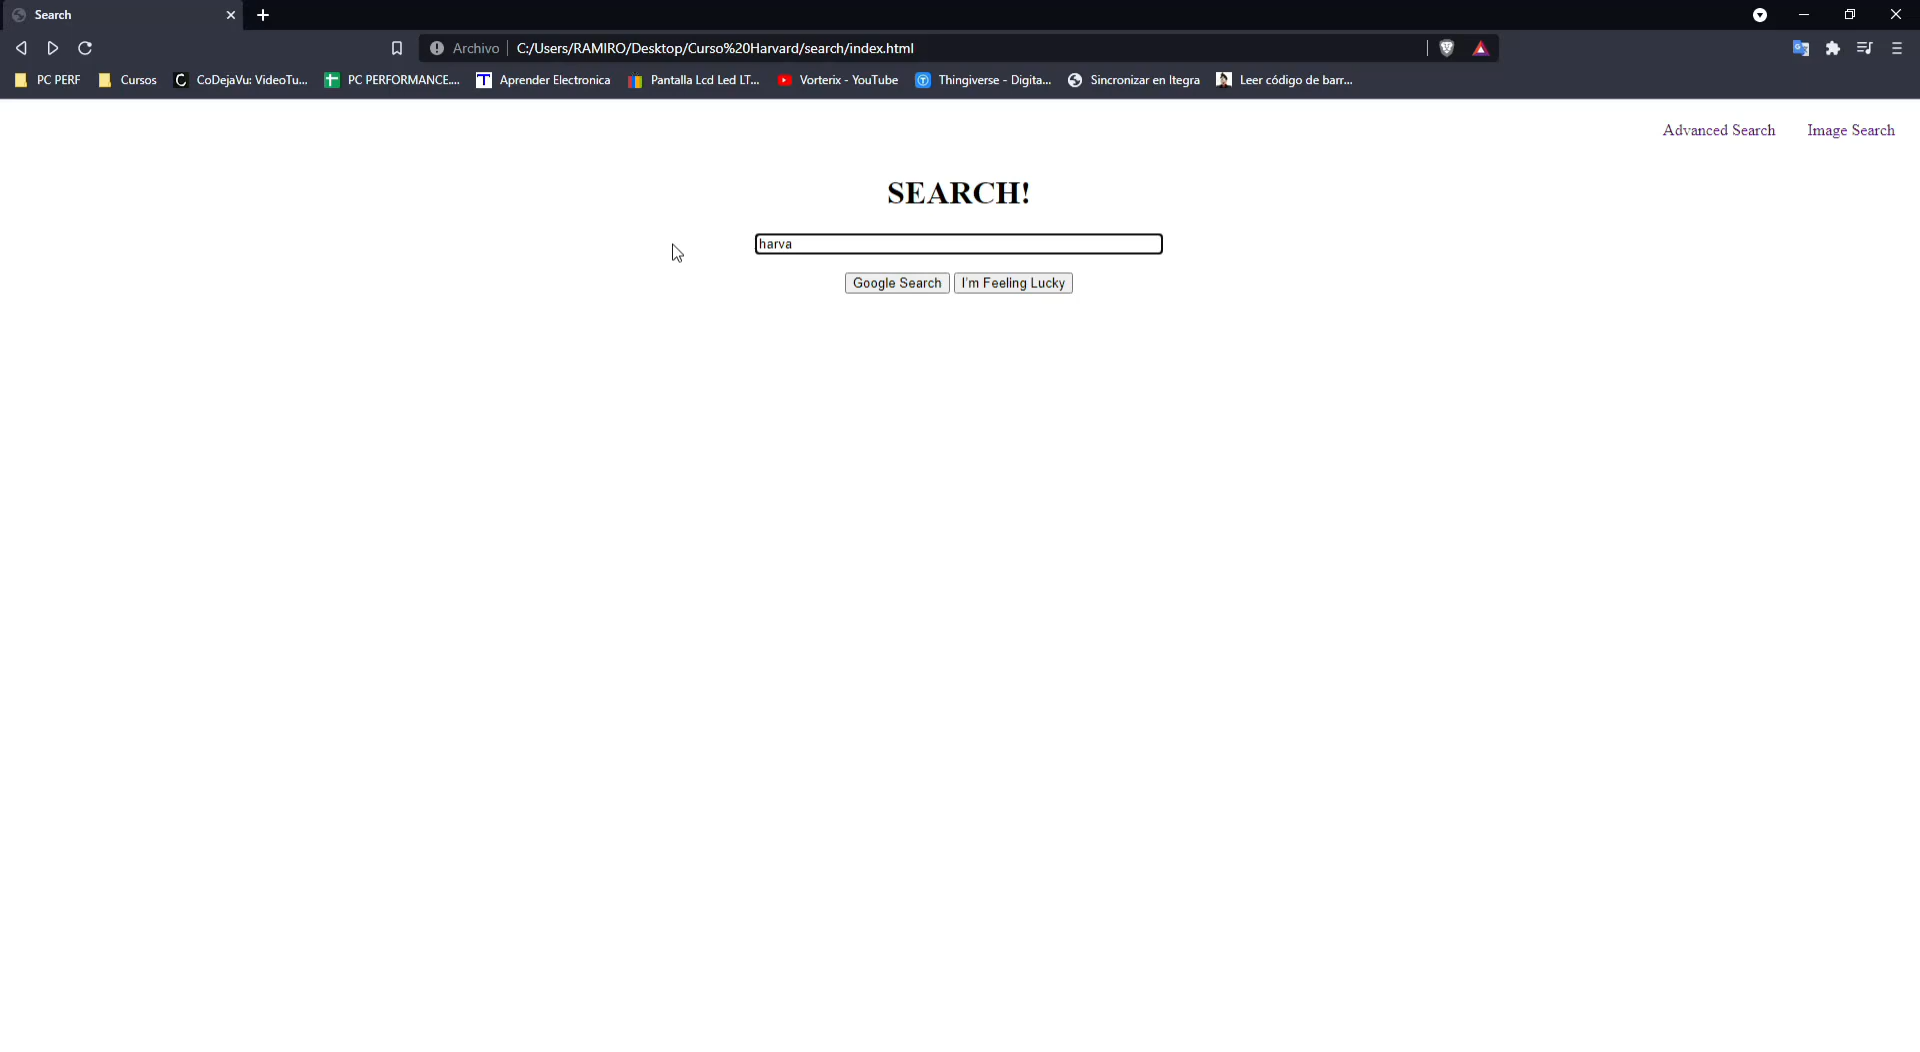 Search
Archivo C:/Users/RAMIRO/Desktop/Curso%20Harvard/search/index.html
PC PERF Cursos CoDejaVu: VideoTu... PC PERFORMANCE.... Aprender Electronica Pantalla Lcd Led LT... Vorterix - YouTube Thingiverse - Digita... Sincronizar en Itegra Leer código de barr...
Advanced Search Image Search
SEARCH!
harva
Google Search I'm Feeling Lucky